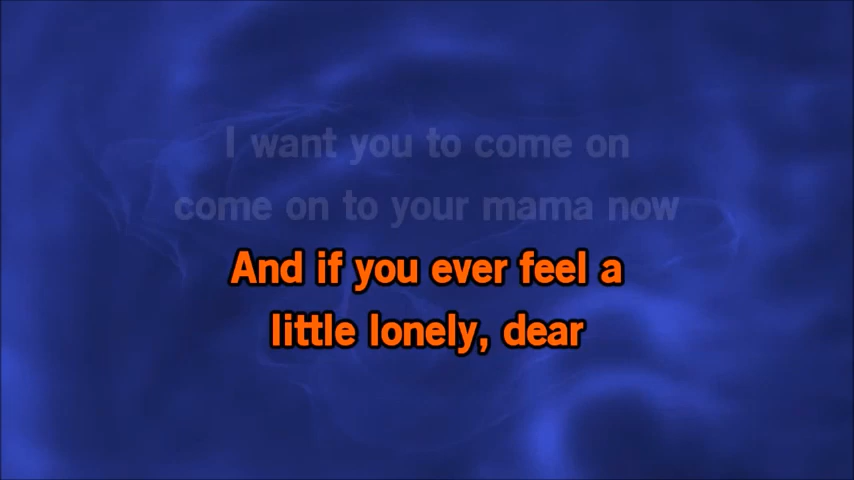 I want you to come on
come on to your mama now
And if you ever feel a
little lonely, dear